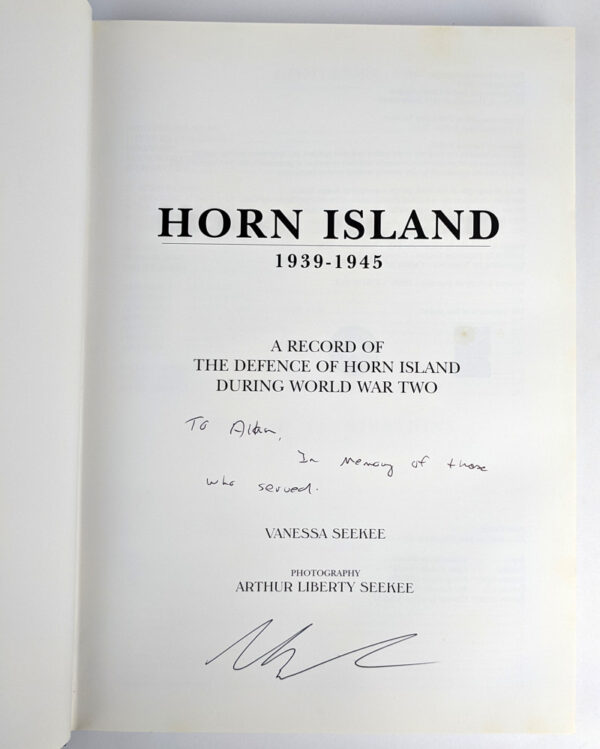 HORN ISLAND
1939-1945
A RECORD OF
THE DEFENCE OF HORN ISLAND
DURING WORLD WAR TWO
To
In memory of those
who served.
VANESSA SEEKEE
PHOTOGRAPHY
ARTHUR LIBERTY SEEKEE